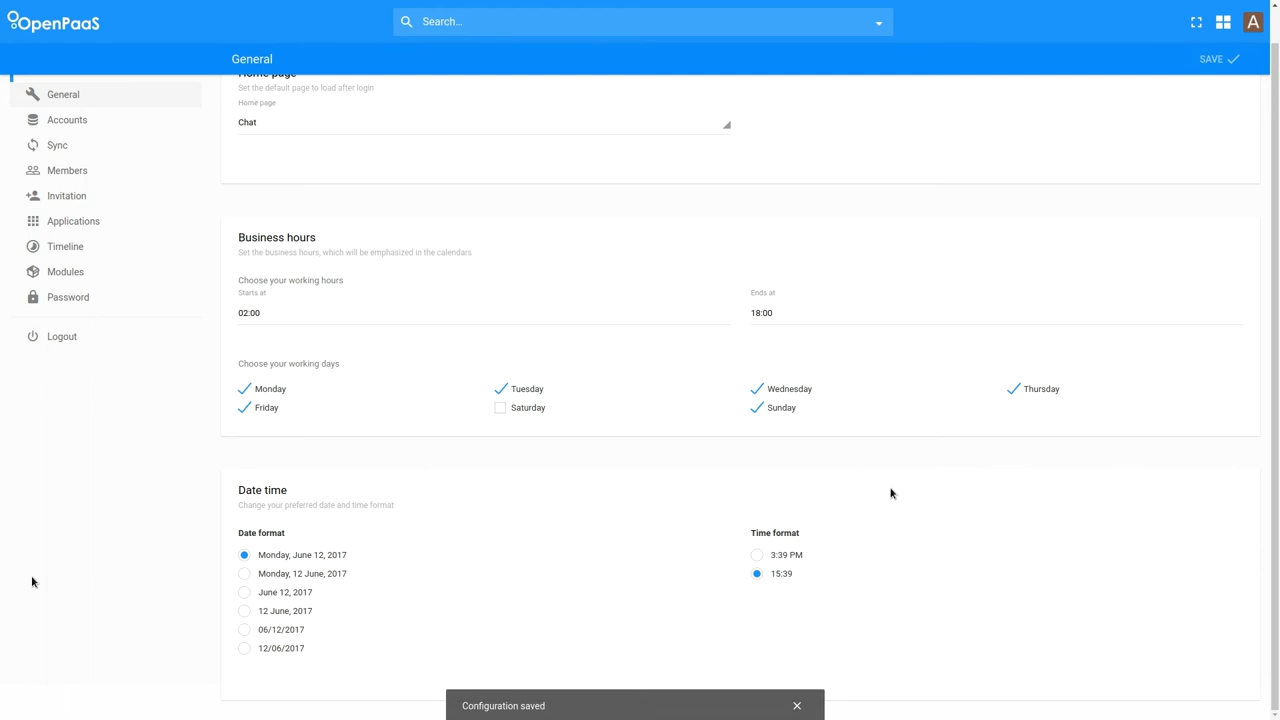 OpenPaaS
Search...
A
General
SAVE
Home page
Set the default page to load after login
Home page
Chat
General
Accounts
Sync
Members
Invitation
Applications
Timeline
Modules
Password
Logout
Business hours
Set the business hours, which will be emphasized in the calendars
Choose your working hours
Starts at
02:00
Ends at
18:00
Choose your working days
Monday
Tuesday
Wednesday
Thursday
Friday
Saturday
Sunday
Date time
Change your preferred date and time format
Date format
Monday, June 12, 2017
Monday, 12 June, 2017
June 12, 2017
12 June, 2017
06/12/2017
12/06/2017
Time format
3:39 PM
15:39
Configuration saved